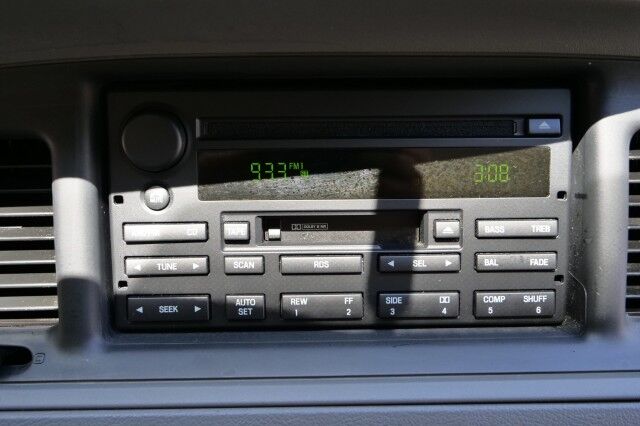 933 FM1 3:08
CD TAPE DOLBY B NR BASS TREB
TUNE SCAN RDS SEL BAL FADE
SEEK AUTO SET REW 1 FF 2 SIDE 3 4 COMP 5 SHUFF 6